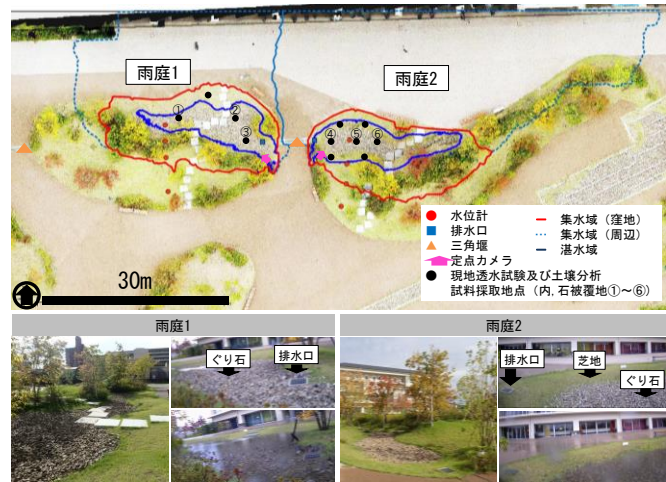 雨庭1
雨庭2
①
②
③
④
⑤
⑥
水位計
排水口
三角堰
定点カメラ
現地透水試験及び土壌分析
試料採取地点（内，石被覆地①～⑥）
集水域（窪地）
集水域（周辺）
湛水域
30m
雨庭1
雨庭2
ぐり石
排水口
排水口
芝地
ぐり石